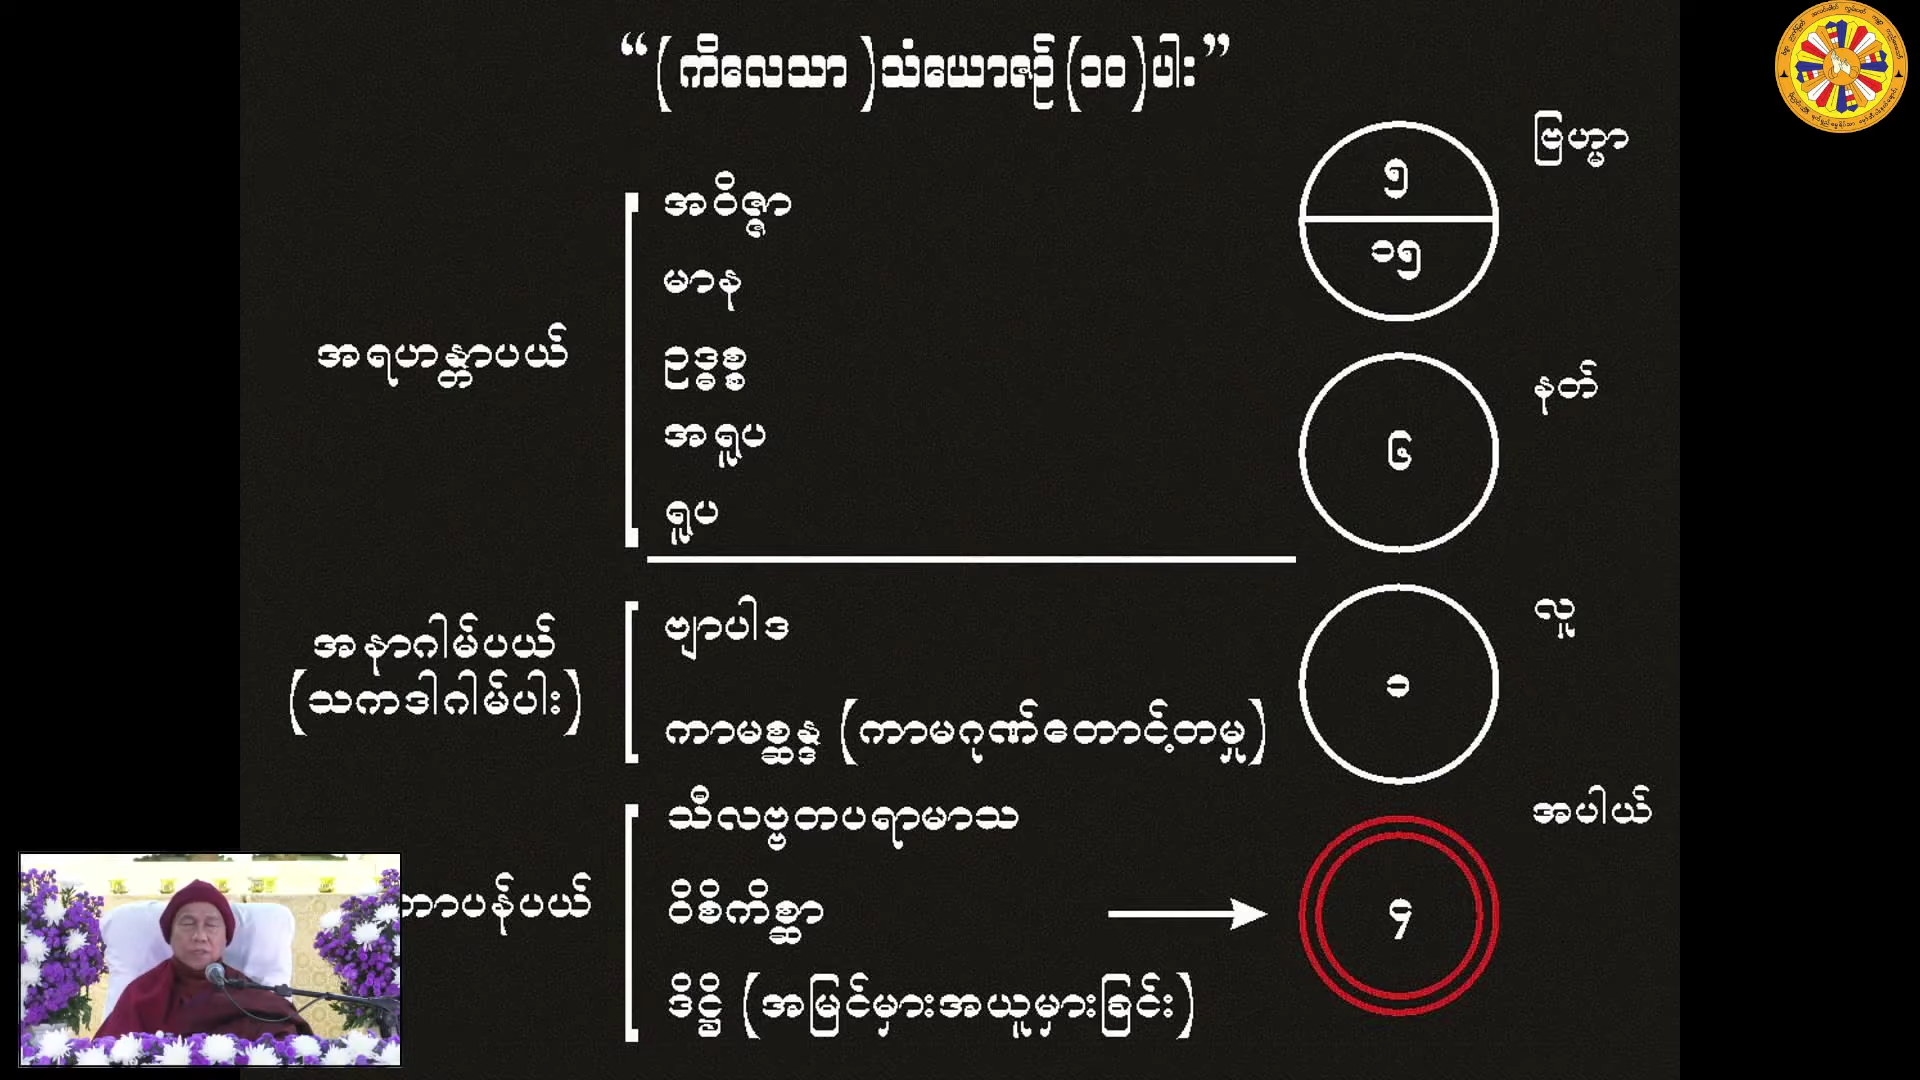 “(ကိလေသာ)သံယောဇဉ်(၁၀)ပါး”
ဗြဟ္မာ
၅
၁၅
အဝိဇ္ဇာ
မာန
ဥဒ္ဓစ္စ
အရူပ
ရူပ
အရဟန္တာပယ်
နတ်
၆
ဗျာပါဒ
ကာမစ္ဆန္ဒ (ကာမဂုဏ်တောင့်တမှု)
အနာဂါမ်ပယ်
(သကဒါဂါမ်ပါး)
လူ
၁
သီလဗ္ဗတပရာမာသ
ဝိစိကိစ္ဆာ
ဒိဋ္ဌိ (အမြင်မှားအယူမှားခြင်း)
တာပန်ပယ်
အပါယ်
၄